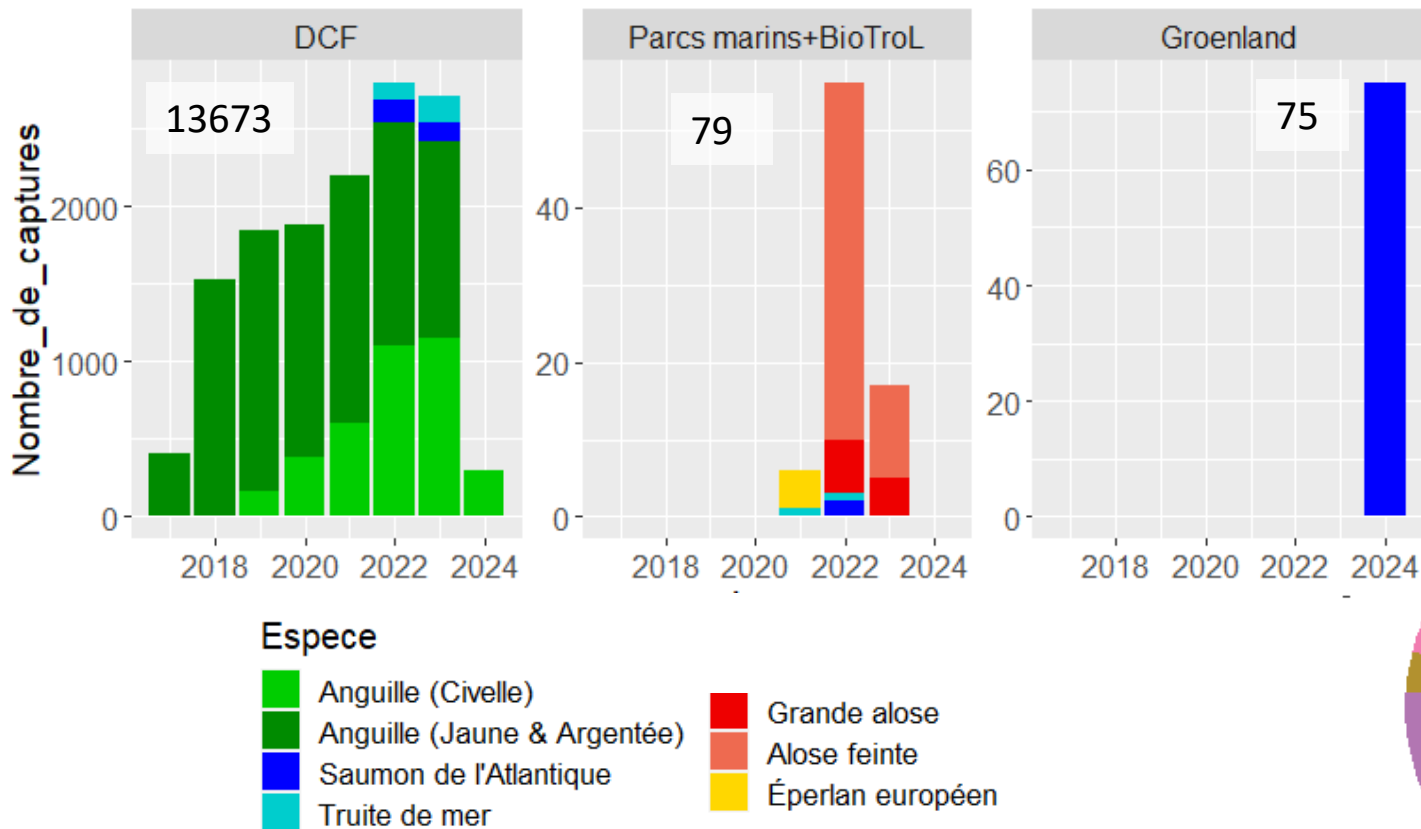 DCF
Parcs marins+BioTroL
Groenland
13673
79
75
Nombre_de_captures
2000
1000
0
40
20
0
60
40
20
0
2018 2020 2022 2024
2018 2020 2022 2024
2018 2020 2022 2024
Espece
Anguille (Civelle)
Anguille (Jaune & Argentée)
Saumon de l'Atlantique
Truite de mer
Grande alose
Alose feinte
Éperlan européen